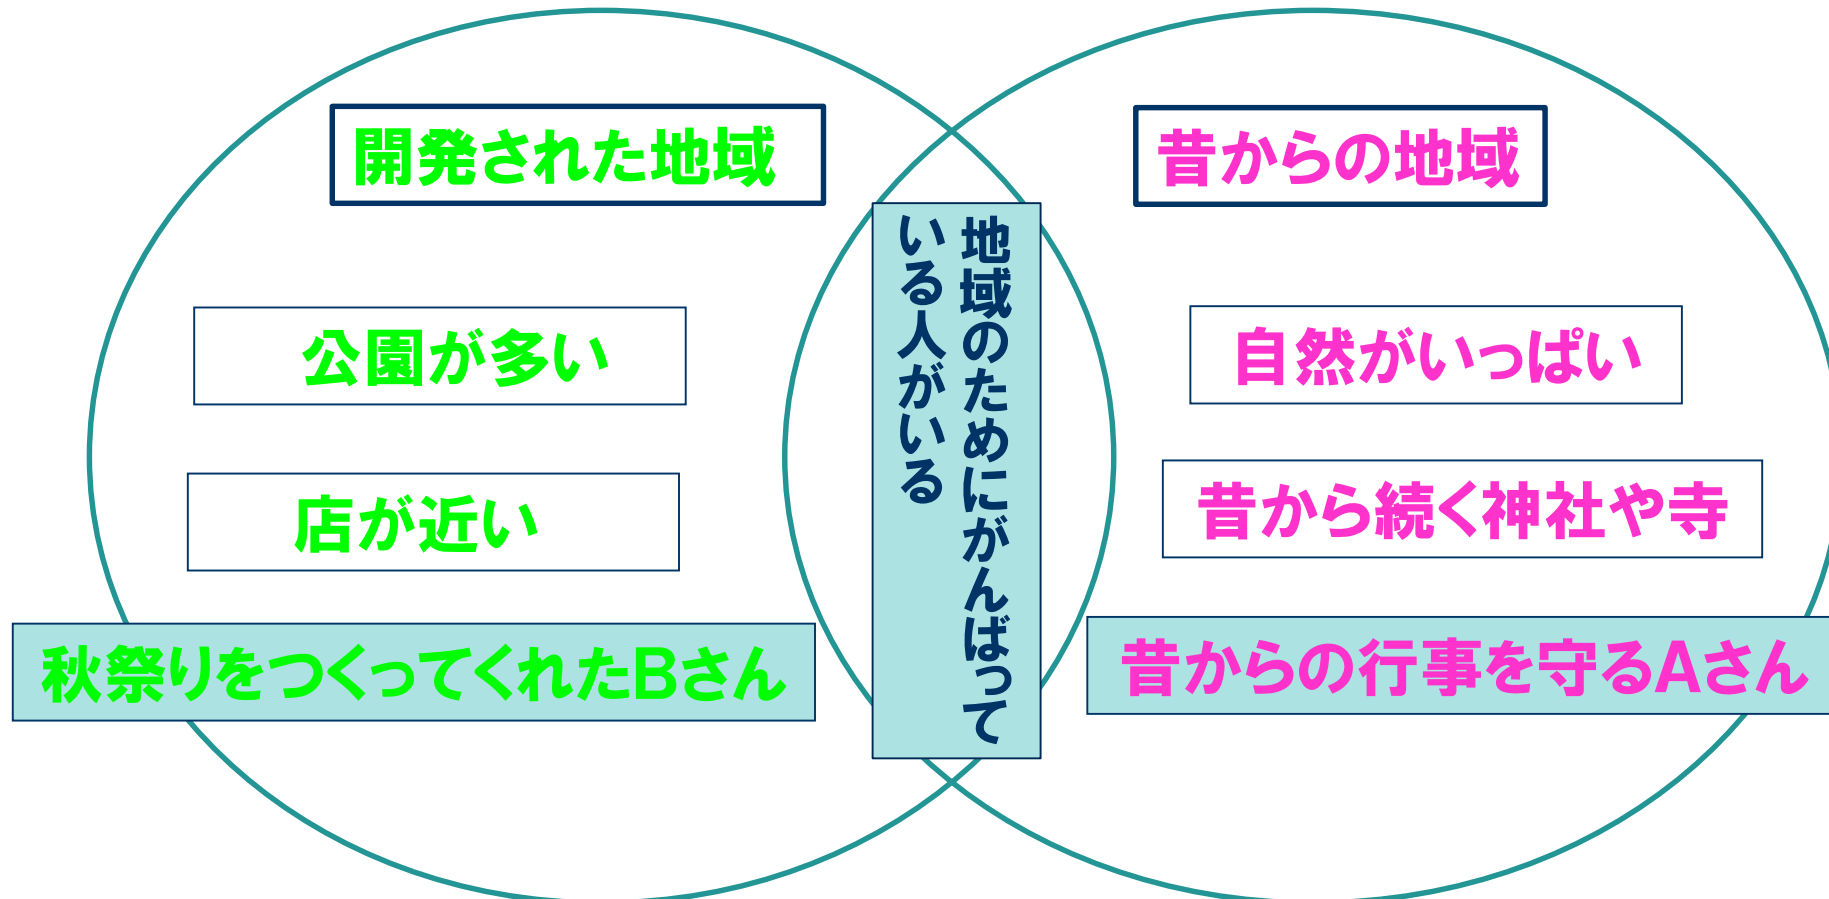 開発された地域
公園が多い
店が近い
秋祭りをつくってくれたBさん
地域のためにがんばって
いる人がいる
昔からの地域
自然がいっぱい
昔から続く神社や寺
昔からの行事を守るAさん